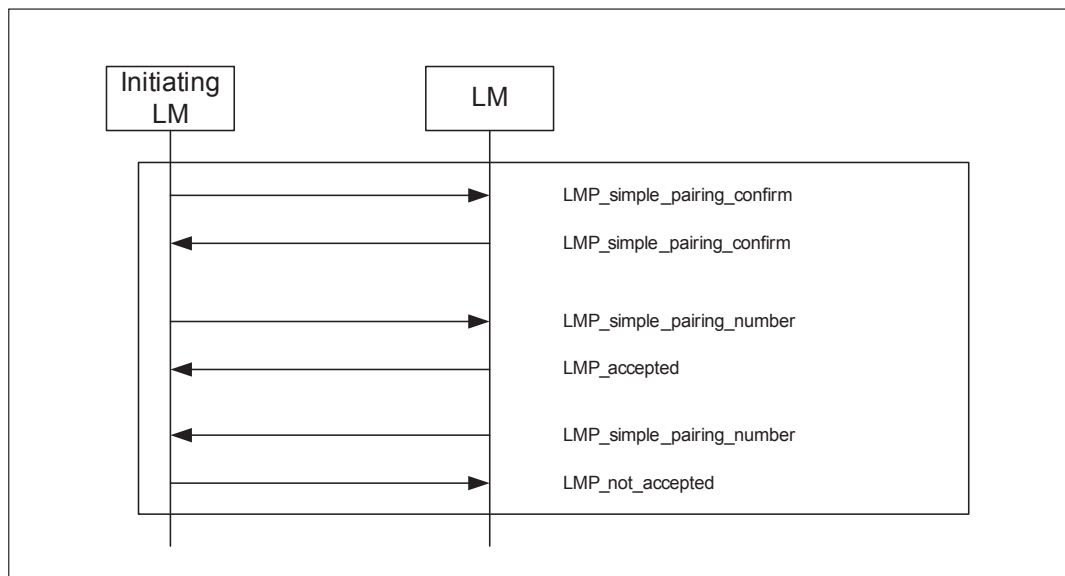 Initiating
LM
LM
LMP_simple_pairing_confirm
LMP_simple_pairing_confirm
LMP_simple_pairing_number
LMP_accepted
LMP_simple_pairing_number
LMP_not_accepted